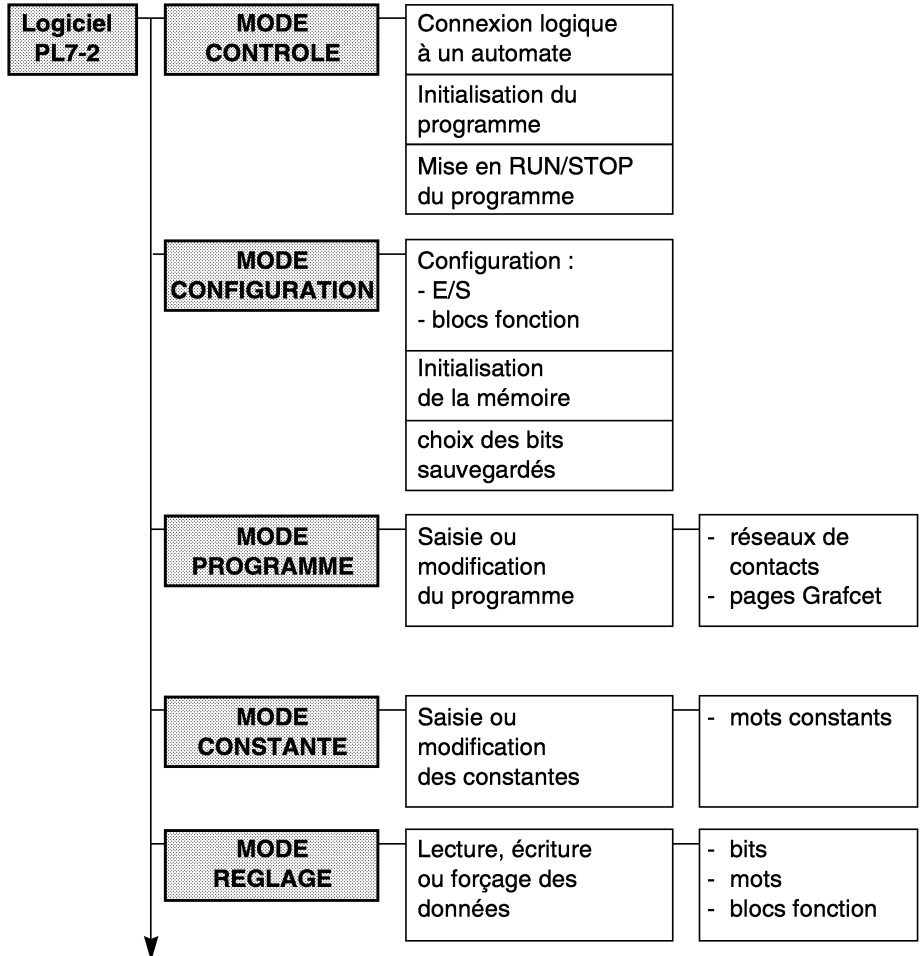 Logiciel
PL7-2
MODE
CONTROLE
Connexion logique
à un automate
Initialisation du
programme
Mise en RUN/STOP
du programme
MODE
CONFIGURATION
Configuration :
- E/S
- blocs fonction
Initialisation
de la mémoire
choix des bits
sauvegardés
MODE
PROGRAMME
Saisie ou
modification
du programme
- réseaux de
contacts
- pages Grafcet
MODE
CONSTANTE
Saisie ou
modification
des constantes
- mots constants
MODE
REGLAGE
Lecture, écriture
ou forçage des
données
- bits
- mots
- blocs fonction